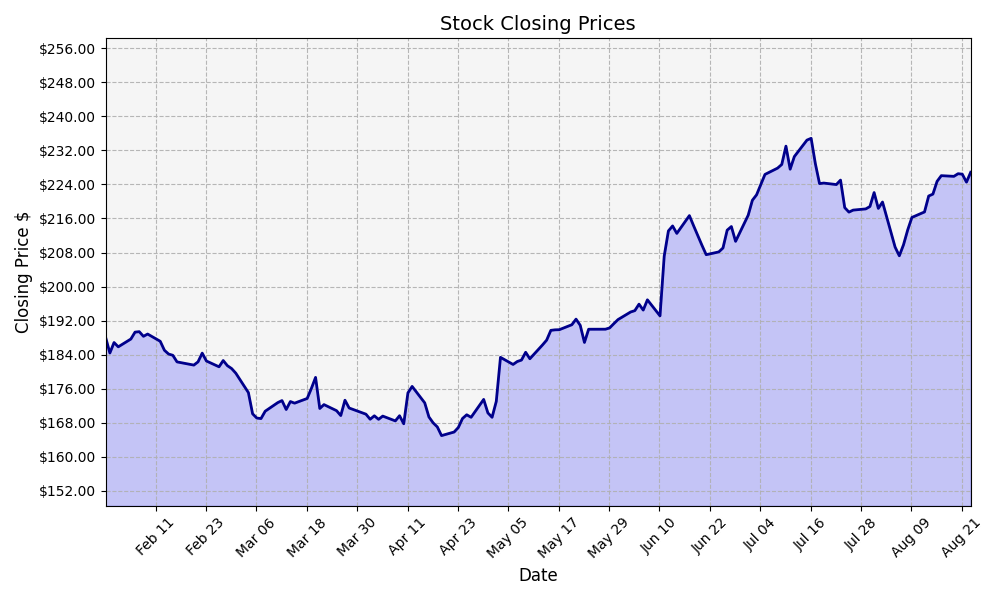 Stock Closing Prices
$256.00
$248.00
$240.00
$232.00
$224.00
$216.00
$208.00
$200.00
$192.00
$184.00
$176.00
$168.00
$160.00
$152.00
Closing Price $
Feb 11
Feb 23
Mar 06
Mar 18
Mar 30
Apr 11
Apr 23
May 05
May 17
May 29
Jun 10
Jun 22
Jul 04
Jul 16
Jul 28
Aug 09
Aug 21
Date